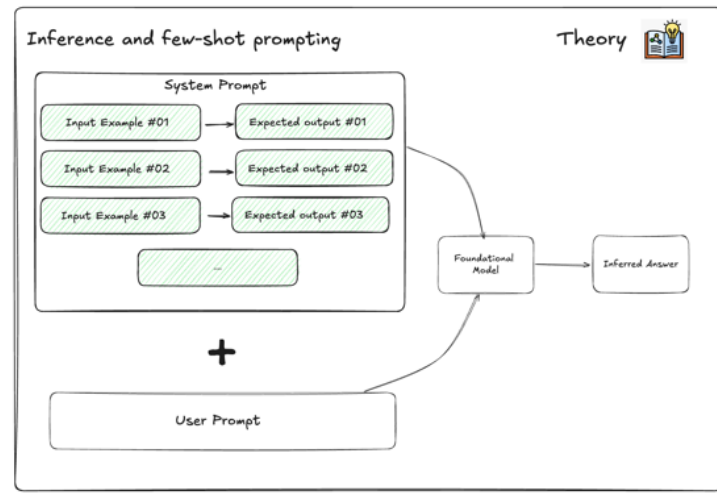 Inference and few-shot prompting
Theory
System Prompt
Input Example #01
Expected output #01
Input Example #02
Expected output #02
Input Example #03
Expected output #03
...
Foundational
Model
Inferred Answer
+
User Prompt